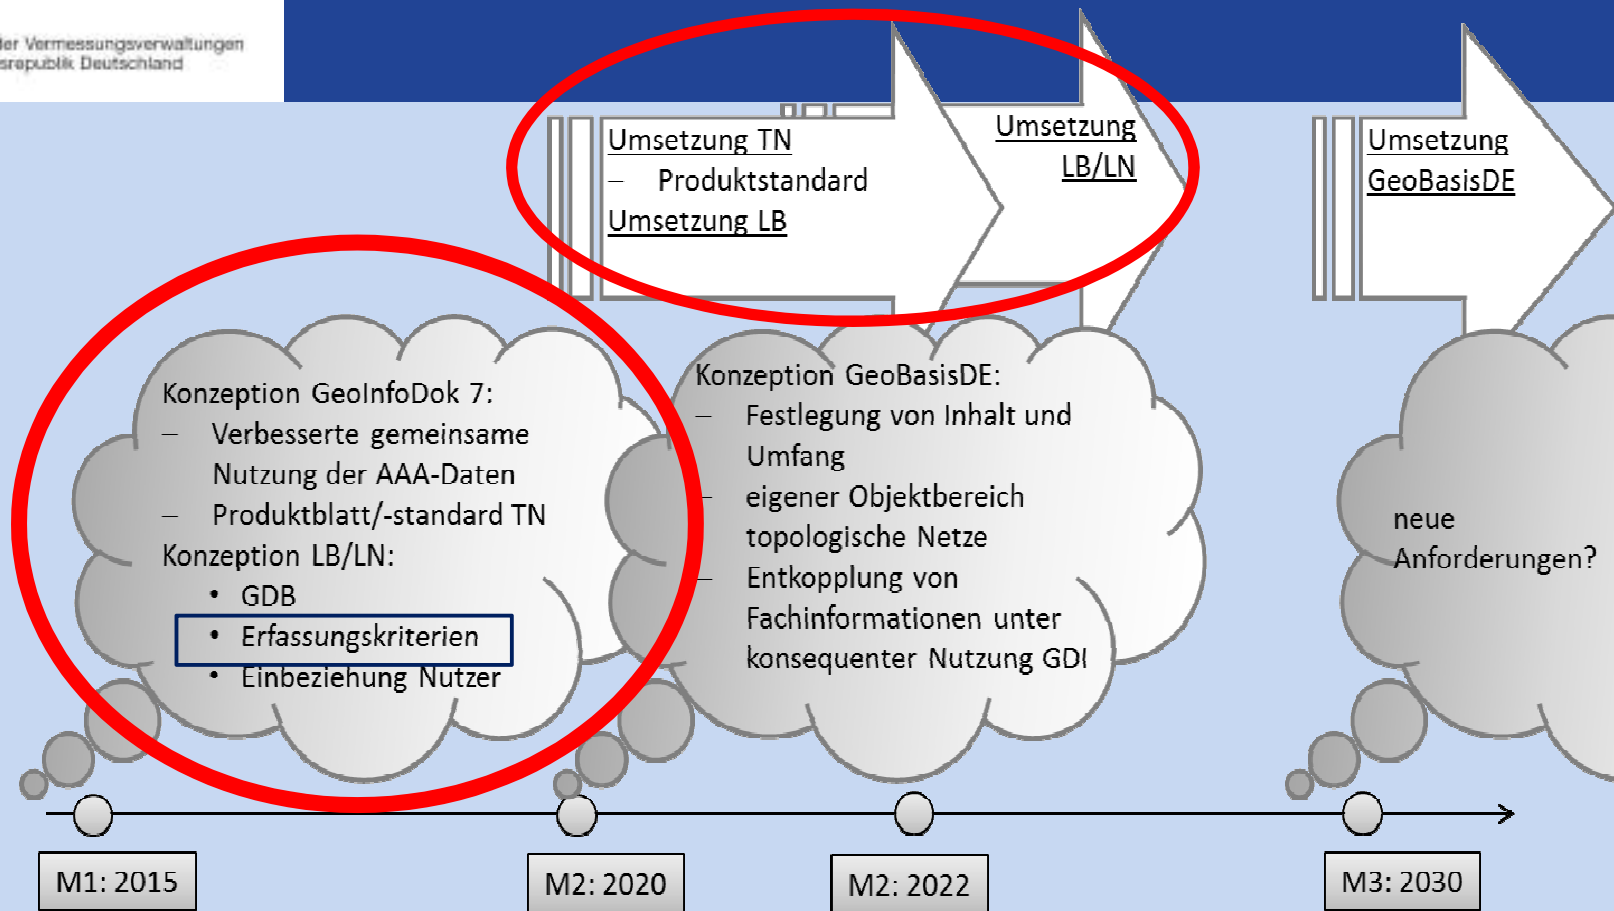 der Vermessungsverwaltungen
srepublik Deutschland
Umsetzung TN
– Produktstandard
Umsetzung LB
Umsetzung
LB/LN
Umsetzung
GeoBasisDE
Konzeption GeoInfoDok 7:
– Verbesserte gemeinsame
Nutzung der AAA-Daten
– Produktblatt/-standard TN
Konzeption LB/LN:
• GDB
• Erfassungskriterien
• Einbeziehung Nutzer
Konzeption GeoBasisDE:
– Festlegung von Inhalt und
Umfang
– eigener Objektbereich
topologische Netze
– Entkopplung von
Fachinformationen unter
konsequenter Nutzung GDI
neue
Anforderungen?
M1: 2015
M2: 2020
M2: 2022
M3: 2030